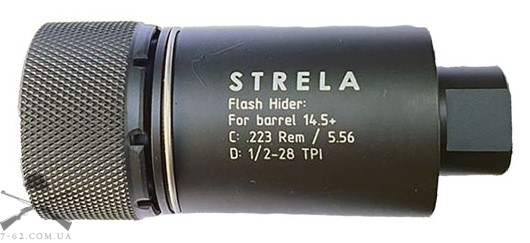 STRELA
Flash Hider:
For barrel 14.5+
C: .223 Rem / 5.56
D: 1/2-28 TPI
7-62.COM.UA